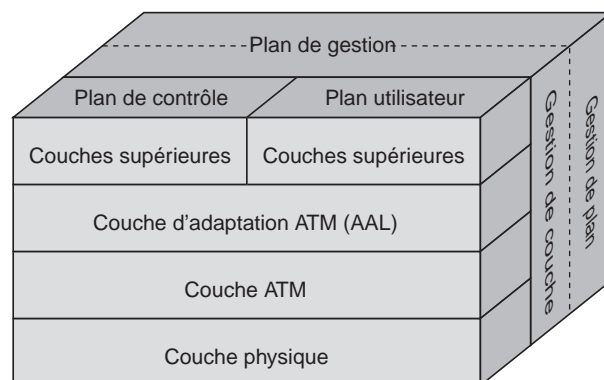 Plan de gestion
Plan de contrôle
Plan utilisateur
Couches supérieures
Couches supérieures
Couche d'adaptation ATM (AAL)
Couche ATM
Couche physique
Gestion de couche
Gestion de plan